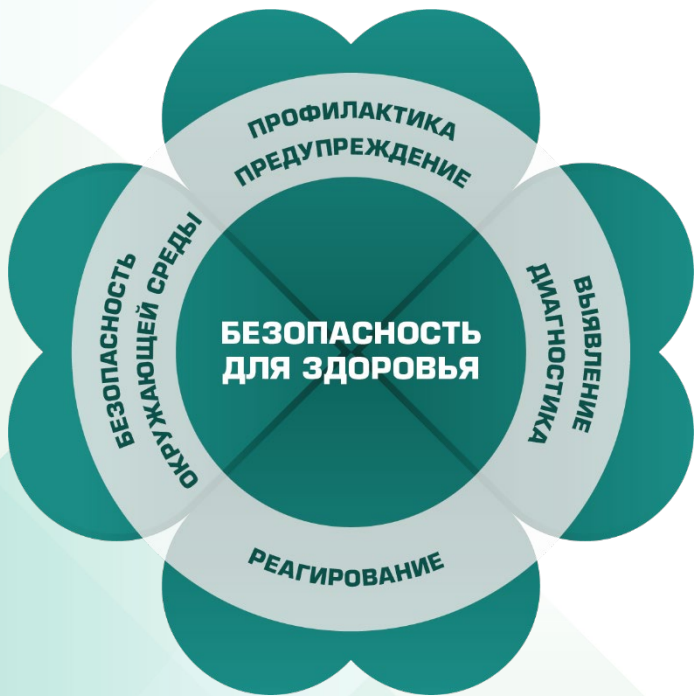 ПРОФИЛАКТИКА
ПРЕДУПРЕЖДЕНИЕ
БЕЗОПАСНОСТЬ
ОКРУЖАЮЩЕЙ СРЕДЫ
БЕЗОПАСНОСТЬ
ДЛЯ ЗДОРОВЬЯ
ВЫЯВЛЕНИЕ
ДИАГНОСТИКА
РЕАГИРОВАНИЕ